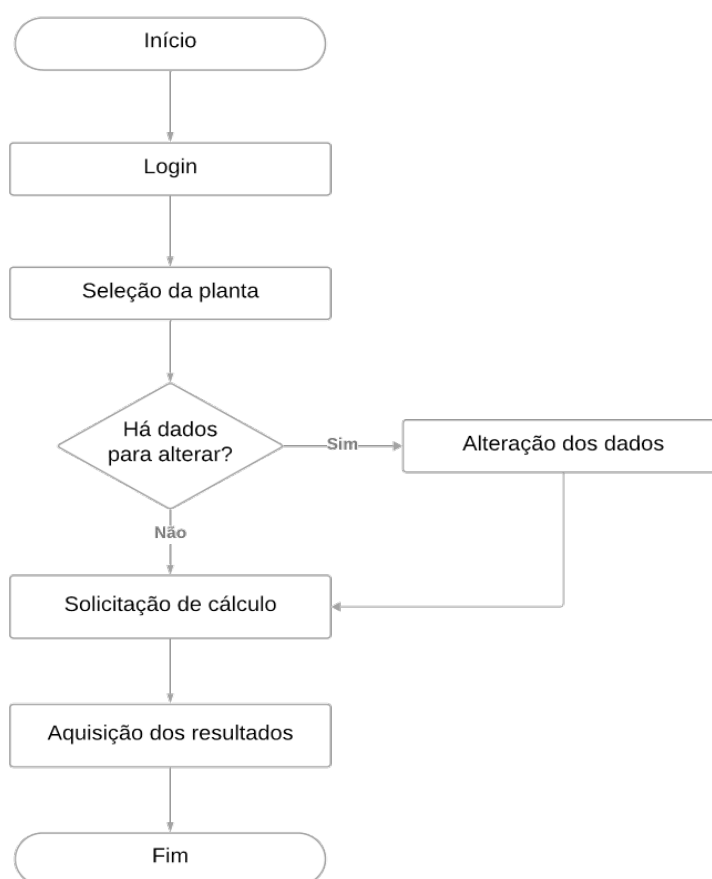 Início
Login
Seleção da planta
Há dados
para alterar?
Sim
Alteração dos dados
Não
Solicitação de cálculo
Aquisição dos resultados
Fim